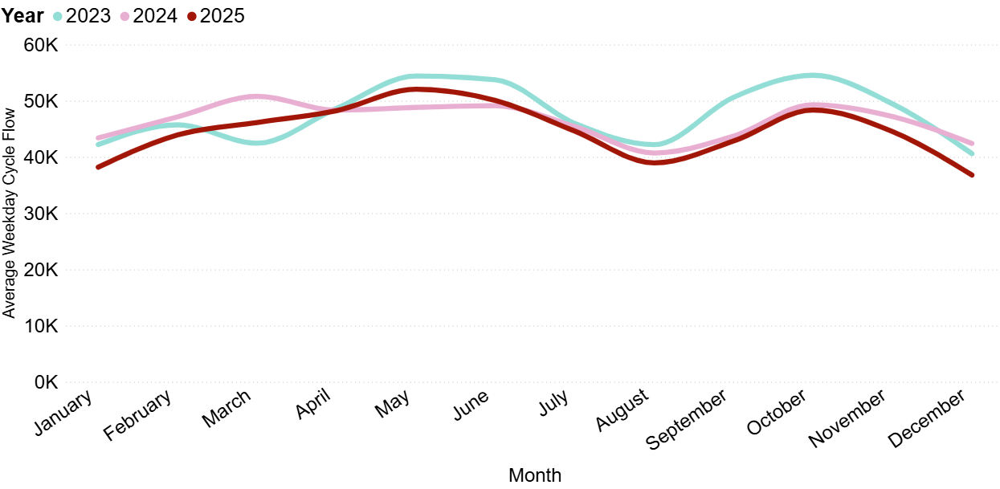 Year 2023 2024 2025
60K
50K
40K
30K
20K
10K
0K
Average Weekday Cycle Flow
January February March April May June July August September October November December
Month